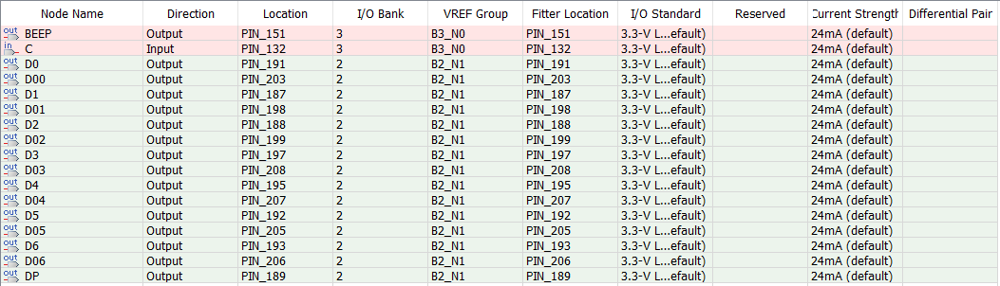 Node Name Direction Location I/O Bank VREF Group Fitter Location I/O Standard Reserved Current Strength Differential Pair
out BEEP Output PIN_151 3 B3_N0 PIN_151 3.3-V L...efault) 24mA (default)
in C Input PIN_132 3 B3_N0 PIN_132 3.3-V L...efault) 24mA (default)
out D0 Output PIN_191 2 B2_N1 PIN_191 3.3-V L...efault) 24mA (default)
out D00 Output PIN_203 2 B2_N1 PIN_203 3.3-V L...efault) 24mA (default)
out D1 Output PIN_187 2 B2_N1 PIN_187 3.3-V L...efault) 24mA (default)
out D01 Output PIN_198 2 B2_N1 PIN_198 3.3-V L...efault) 24mA (default)
out D2 Output PIN_188 2 B2_N1 PIN_188 3.3-V L...efault) 24mA (default)
out D02 Output PIN_199 2 B2_N1 PIN_199 3.3-V L...efault) 24mA (default)
out D3 Output PIN_197 2 B2_N1 PIN_197 3.3-V L...efault) 24mA (default)
out D03 Output PIN_208 2 B2_N1 PIN_208 3.3-V L...efault) 24mA (default)
out D4 Output PIN_195 2 B2_N1 PIN_195 3.3-V L...efault) 24mA (default)
out D04 Output PIN_207 2 B2_N1 PIN_207 3.3-V L...efault) 24mA (default)
out D5 Output PIN_192 2 B2_N1 PIN_192 3.3-V L...efault) 24mA (default)
out D05 Output PIN_205 2 B2_N1 PIN_205 3.3-V L...efault) 24mA (default)
out D6 Output PIN_193 2 B2_N1 PIN_193 3.3-V L...efault) 24mA (default)
out D06 Output PIN_206 2 B2_N1 PIN_206 3.3-V L...efault) 24mA (default)
out DP Output PIN_189 2 B2_N1 PIN_189 3.3-V L...efault) 24mA (default)